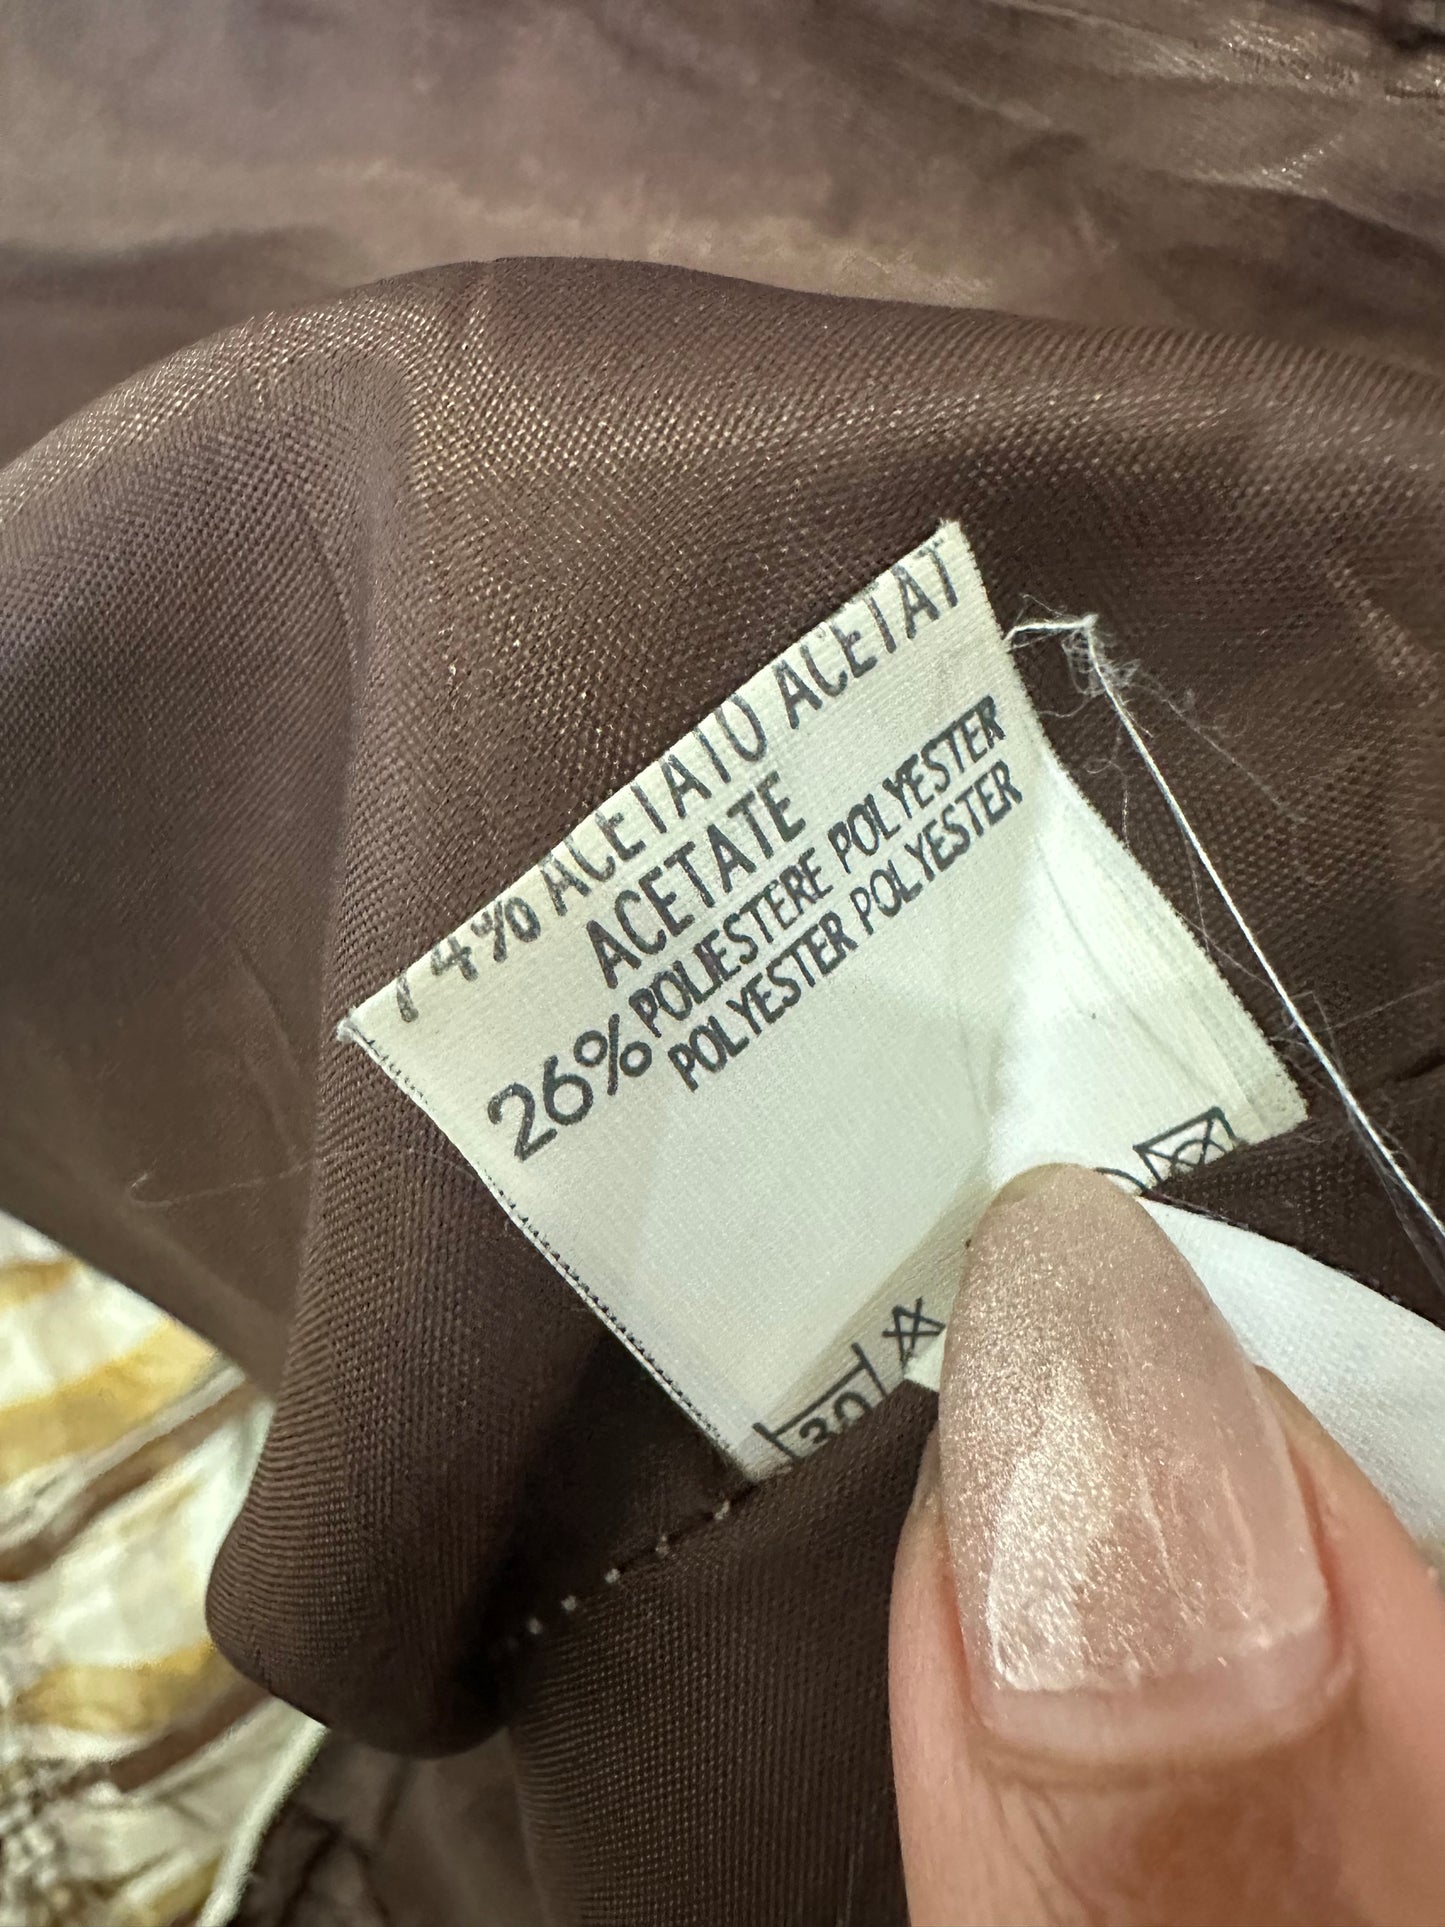 74% ACETATO ACETAT
ACETATE
26% POLIESTERE POLYESTER
POLYESTER POLYESTER
30